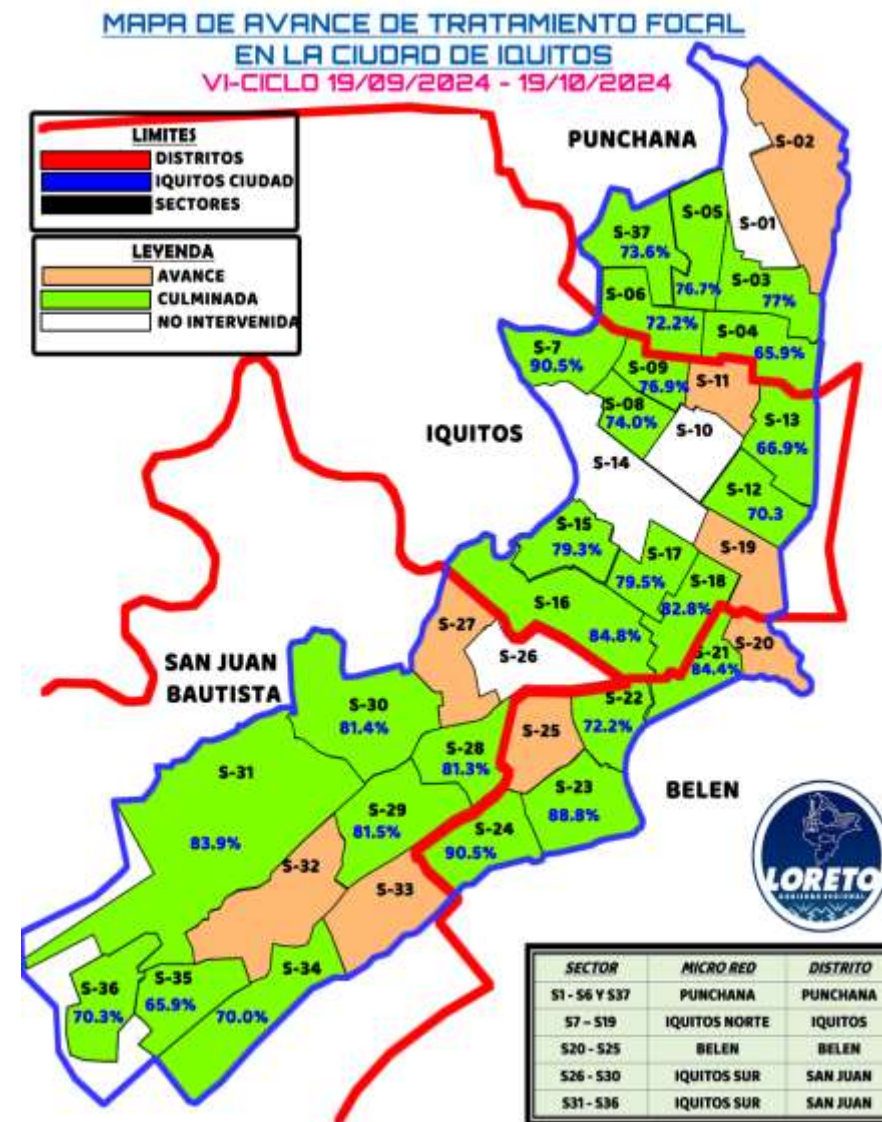 MAPA DE AVANCE DE TRATAMIENTO FOCAL
EN LA CIUDAD DE IQUITOS
VI-CICLO 19/09/2024 - 19/10/2024
LIMITES
DISTRITOS
IQUITOS CIUDAD
SECTORES
LEYENDA
AVANCE
CULMINADA
NO INTERVENIDA
PUNCHANA
S-02
S-01
S-05
76.7%
S-37
73.6%
S-03
77%
S-06
72.2%
S-04
65.9%
S-7
90.5%
S-09
76.9%
S-11
S-08
74.0%
S-10
S-13
66.9%
IQUITOS
S-14
S-12
70.3
S-15
79.3%
S-17
79.5%
S-19
S-18
82.8%
S-16
84.8%
S-27
S-26
S-20
S-21
84.4%
SAN JUAN
BAUTISTA
S-30
81.4%
S-22
72.2%
S-25
S-28
81.3%
S-31
83.9%
S-23
88.8%
BELEN
S-29
81.5%
S-24
90.5%
S-32
S-33
S-34
70.0%
S-35
65.9%
S-36
70.3%
LORETO
GOBIERNO REGIONAL
SECTOR MICRO RED DISTRITO
S1 - S6 Y S37 PUNCHANA PUNCHANA
S7 - S19 IQUITOS NORTE IQUITOS
S20 - S25 BELEN BELEN
S26 - S30 IQUITOS SUR SAN JUAN
S31 - S36 IQUITOS SUR SAN JUAN